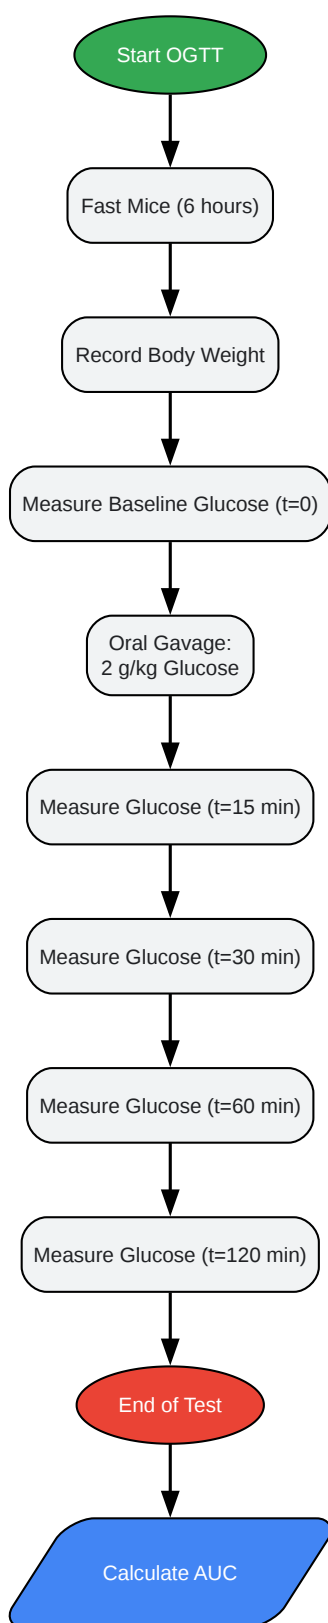 Start OGTT
Fast Mice (6 hours)
Record Body Weight
Measure Baseline Glucose (t=0)
Oral Gavage:
2 g/kg Glucose
Measure Glucose (t=15 min)
Measure Glucose (t=30 min)
Measure Glucose (t=60 min)
Measure Glucose (t=120 min)
End of Test
Calculate AUC